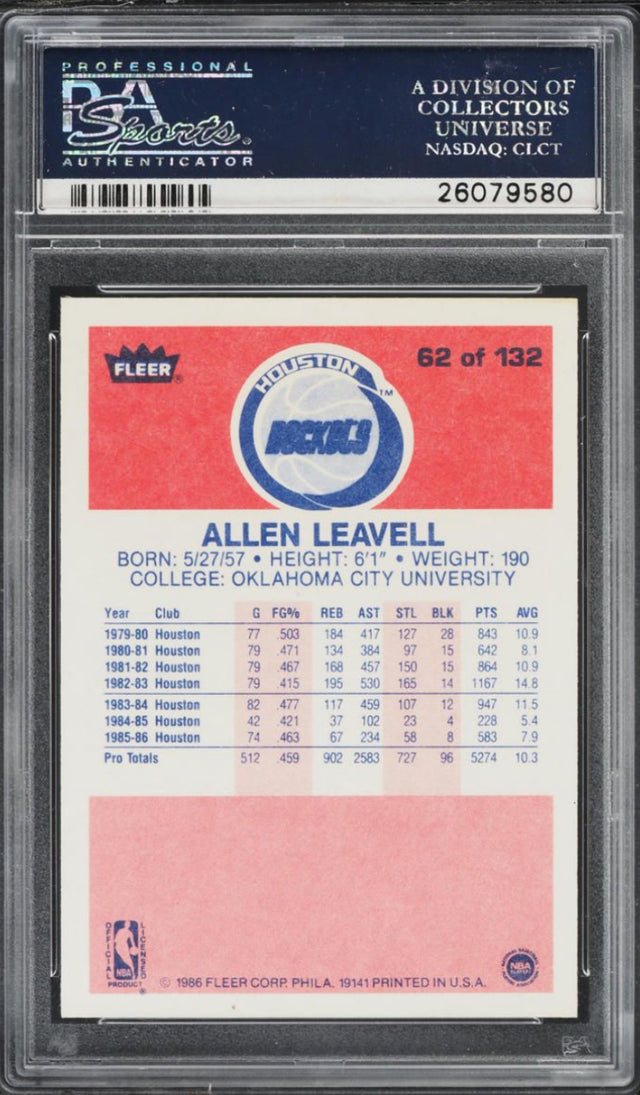 PROFESSIONAL
PSA
Sports.
AUTHENTICATOR
A DIVISION OF
COLLECTORS
UNIVERSE
NASDAQ: CLCT
26079580
FLEER®
HOUSTON
ROCKETS
TM
62 of 132
ALLEN LEAVELL
BORN: 5/27/57 • HEIGHT: 6'1" • WEIGHT: 190
COLLEGE: OKLAHOMA CITY UNIVERSITY
Year Club G FG% REB AST STL BLK PTS AVG
1979-80 Houston 77 .503 184 417 127 28 843 10.9
1980-81 Houston 79 .471 134 384 97 15 642 8.1
1981-82 Houston 79 .467 168 457 150 15 864 10.9
1982-83 Houston 79 .415 195 530 165 14 1167 14.8
1983-84 Houston 82 .477 117 459 107 12 947 11.5
1984-85 Houston 42 .421 37 102 23 4 228 5.4
1985-86 Houston 74 .463 67 234 58 8 583 7.9
Pro Totals 512 .459 902 2583 727 96 5274 10.3
OFFICIAL
LICENSED
NBA
PRODUCT
®
© 1986 FLEER CORP. PHILA. 19141 PRINTED IN U.S.A.
NBA
PLAYERS
PSA